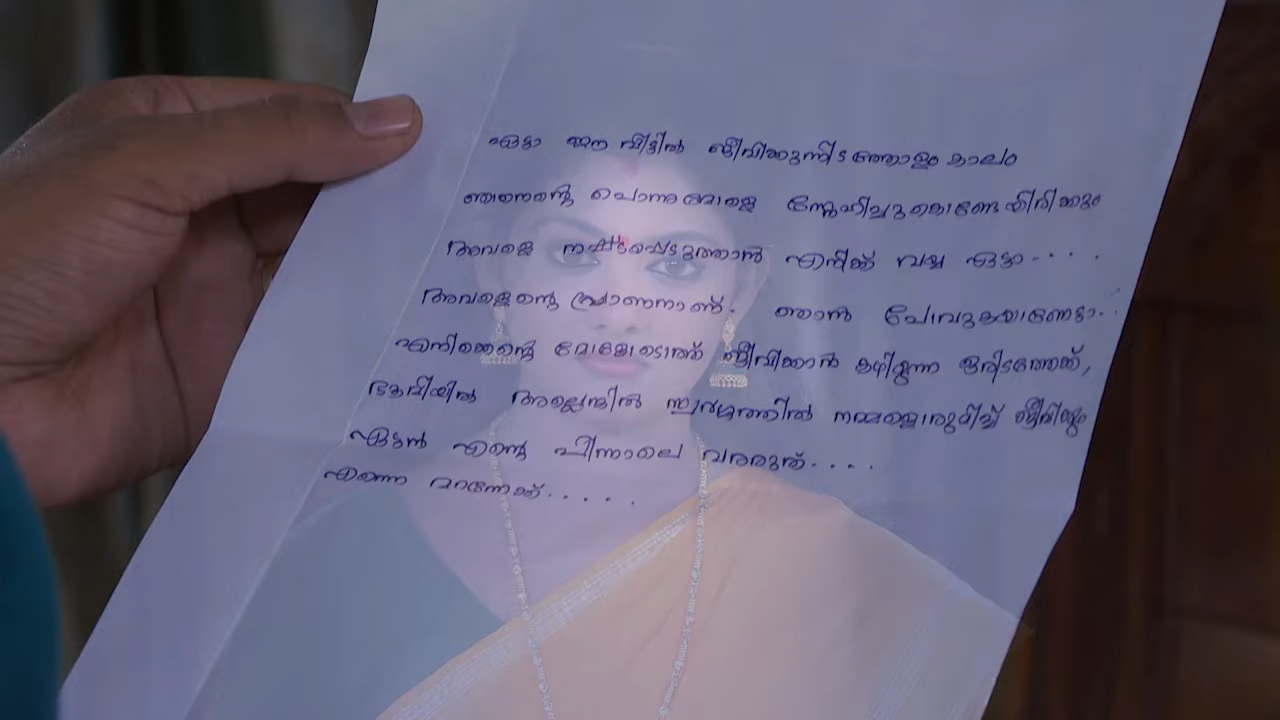 ഏട്ടാ ഈ വീട്ടിൽ ജീവിക്കുന്നിടത്തോളം കാലം
ഞാനെൻ്റെ പൊന്നുമോളെ സ്നേഹിച്ചുകൊണ്ടേയിരിക്കും
അവളെ നഷ്ടപ്പെടുത്താൻ എനിക്ക് വയ്യ ഏട്ടാ....
അവളെൻ്റെ പ്രാണനാണ്. ഞാൻ പോവുകയാണേട്ടാ..
എനിക്കെൻ്റെ മോളോടൊത്ത് ജീവിക്കാൻ കഴിയുന്ന ഒരിടത്തേക്ക്,
ഭൂമിയിൽ അല്ലെങ്കിൽ സ്വർഗ്ഗത്തിൽ നമ്മളൊരുമിച്ച് ജീവിക്കും
ഏട്ടൻ എൻ്റെ പിന്നാലെ വരരുത്....
എന്നെ മറന്നേക്ക്.....